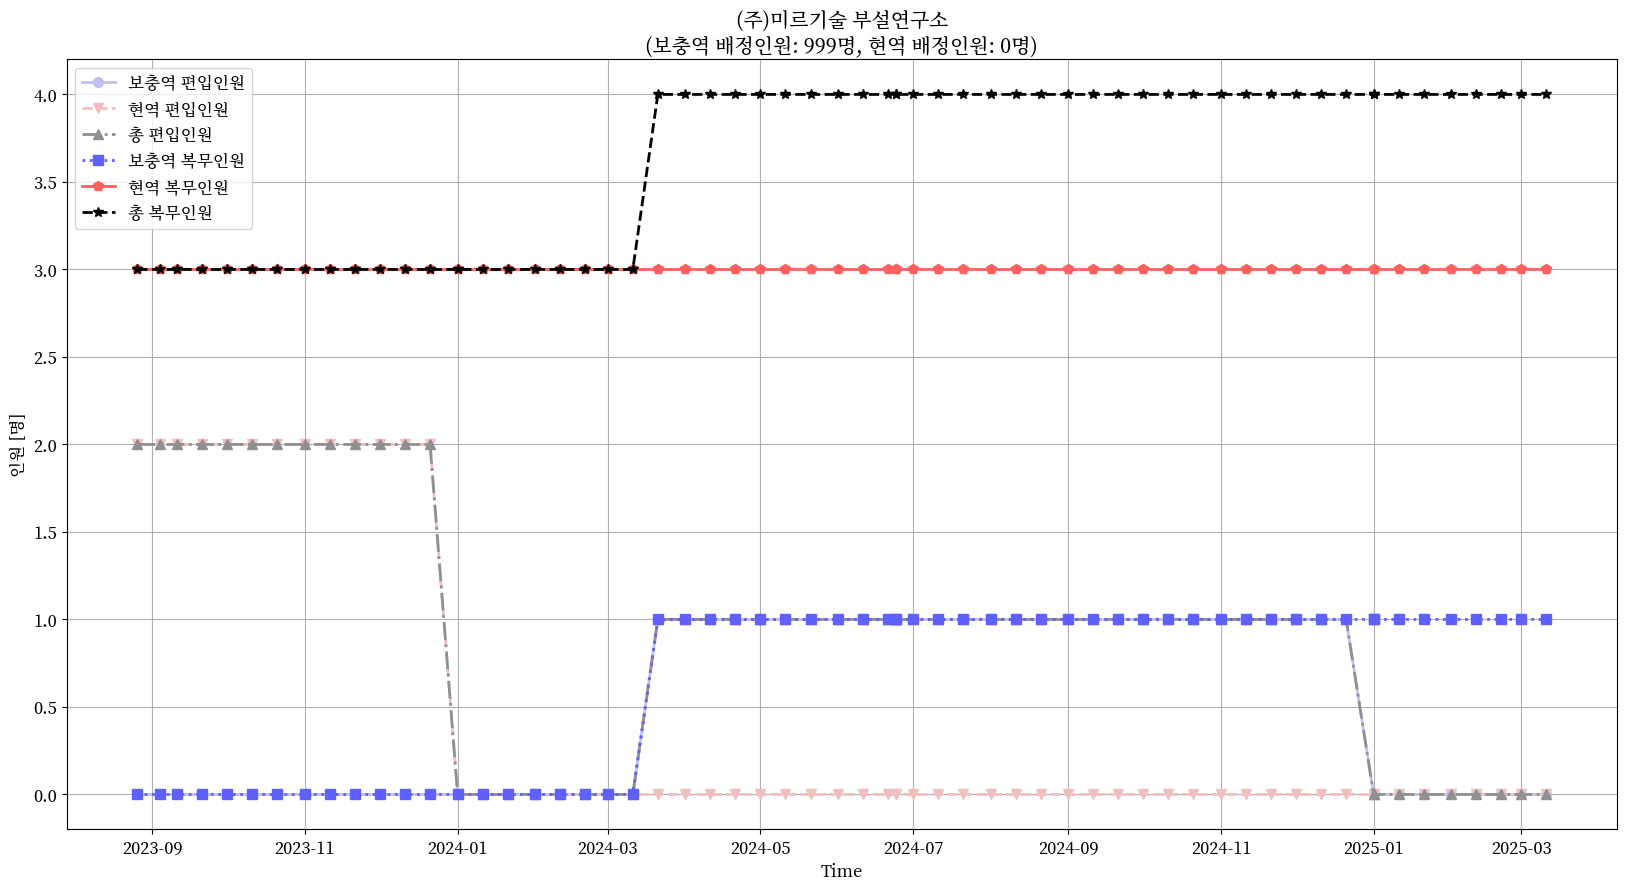 (주)미르기술 부설연구소
(보충역 배정인원: 999명, 현역 배정인원: 0명)
보충역 편입인원
현역 편입인원
총 편입인원
보충역 복무인원
현역 복무인원
총 복무인원
4.0
3.5
3.0
2.5
2.0
1.5
1.0
0.5
0.0
인원 [명]
2023-09
2023-11
2024-01
2024-03
2024-05
2024-07
2024-09
2024-11
2025-01
2025-03
Time